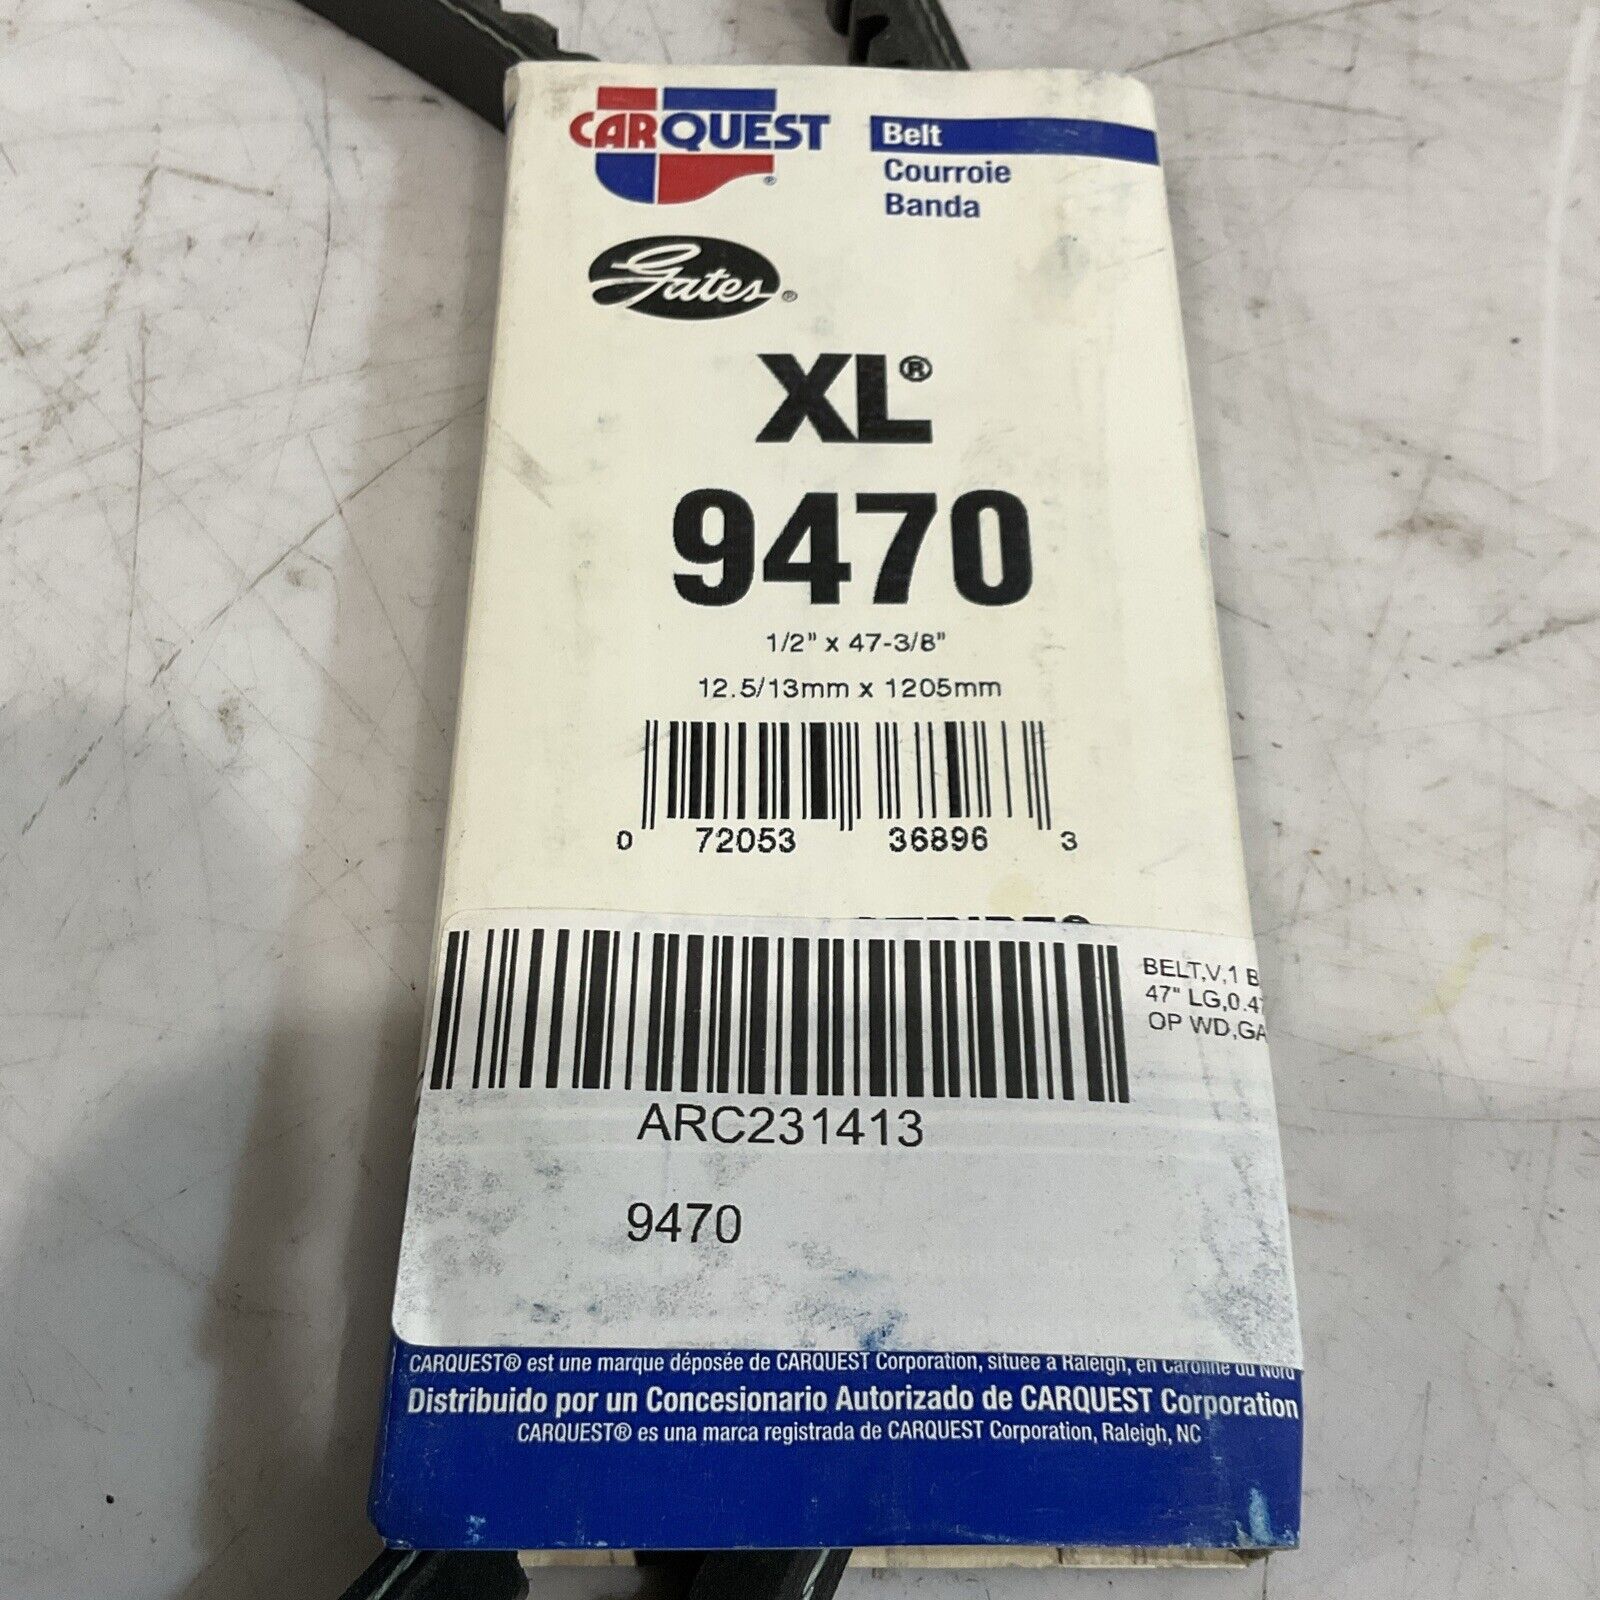 CARQUEST®
Belt
Courroie
Banda
Gates®
XL®
9470
1/2" x 47-3/8"
12.5/13mm x 1205mm
0 72053 36896 3
BELT,V,1 B
47" LG,0.47
OP WD,GA
ARC231413
9470
CARQUEST® est une marque déposée de CARQUEST Corporation, située à Raleigh, en Caroline du Nord
Distribuido por un Concesionario Autorizado de CARQUEST Corporation
CARQUEST® es una marca registrada de CARQUEST Corporation, Raleigh, NC